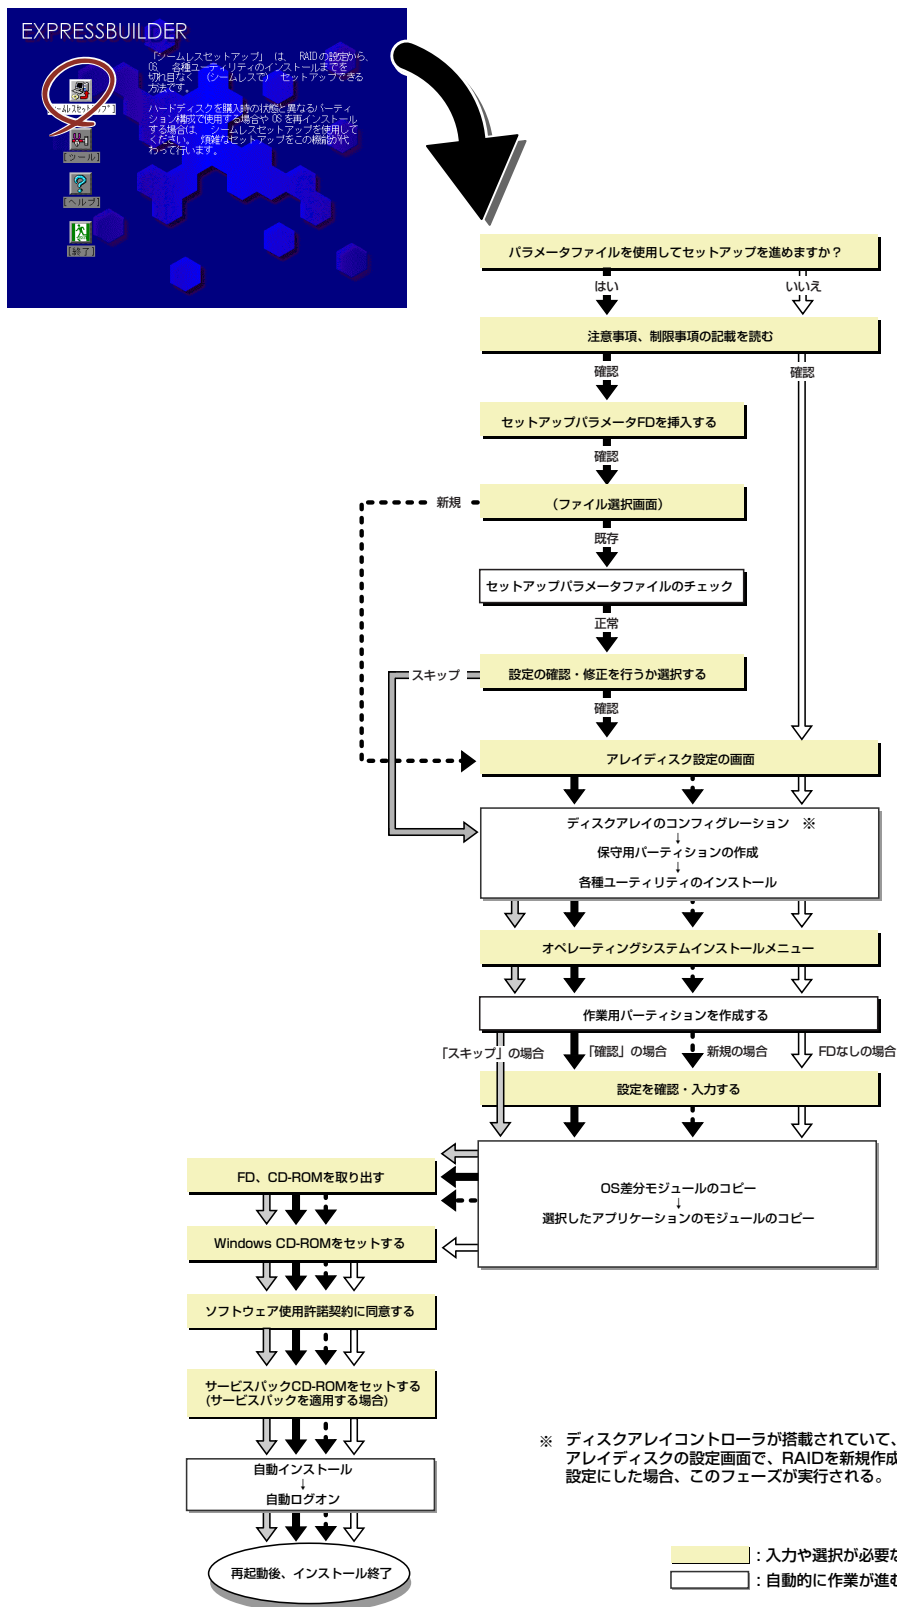 EXPRESSBUILDER
「シームレスセットアップ」 は、 RAIDの設定から、
OS、 各種ユーティリティのインストールまでを
切れ目なく (シームレスで) セットアップできる
方法です。
ハードディスクを購入時の状態と異なるパーティ
ション構成で使用する場合や OSを再インストール
する場合は、 シームレスセットアップを使用して
ください。 煩雑なセットアップをこの機能が代
わって行います。
[ツール]
[ヘルプ]
[終了]
パラメータファイルを使用してセットアップを進めますか？
はい
いいえ
注意事項、制限事項の記載を読む
確認
確認
セットアップパラメータFDを挿入する
確認
新規
（ファイル選択画面）
既存
セットアップパラメータファイルのチェック
正常
スキップ
設定の確認・修正を行うか選択する
確認
アレイディスク設定の画面
ディスクアレイのコンフィグレーション ※
↓
保守用パーティションの作成
↓
各種ユーティリティのインストール
オペレーティングシステムインストールメニュー
作業用パーティションを作成する
「スキップ」の場合
「確認」の場合
新規の場合
FDなしの場合
設定を確認・入力する
OS差分モジュールのコピー
↓
選択したアプリケーションのモジュールのコピー
FD、CD-ROMを取り出す
Windows CD-ROMをセットする
ソフトウェア使用許諾契約に同意する
サービスパックCD-ROMをセットする
(サービスパックを適用する場合)
自動インストール
↓
自動ログオン
再起動後、インストール終了
※ ディスクアレイコントローラが搭載されていて、
アレイディスクの設定画面で、RAIDを新規作成
設定にした場合、このフェーズが実行される。
：入力や選択が必要な
：自動的に作業が進む